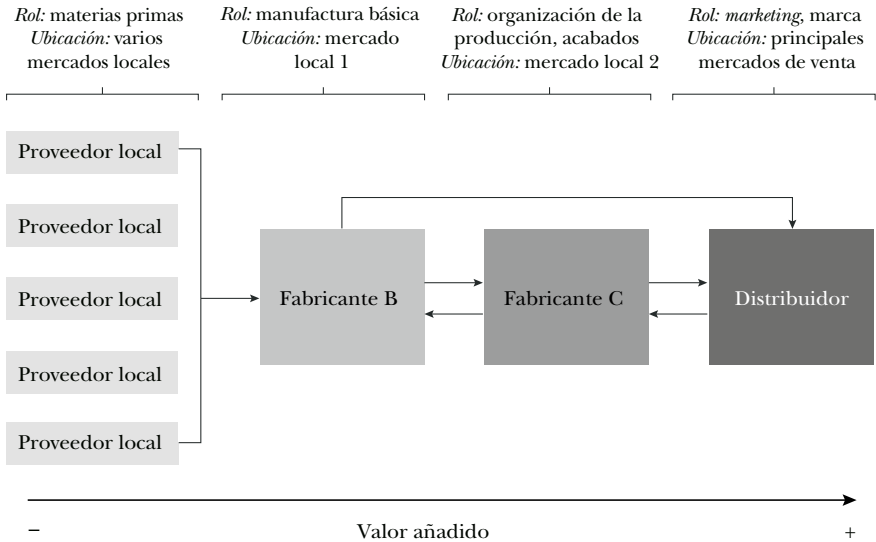 Rol: materias primas
Ubicación: varios
mercados locales
Rol: manufactura básica
Ubicación: mercado
local 1
Rol: organización de la
producción, acabados
Ubicación: mercado local 2
Rol: marketing, marca
Ubicación: principales
mercados de venta
Proveedor local
Proveedor local
Proveedor local
Proveedor local
Proveedor local
Fabricante B
Fabricante C
Distribuidor
– Valor añadido +